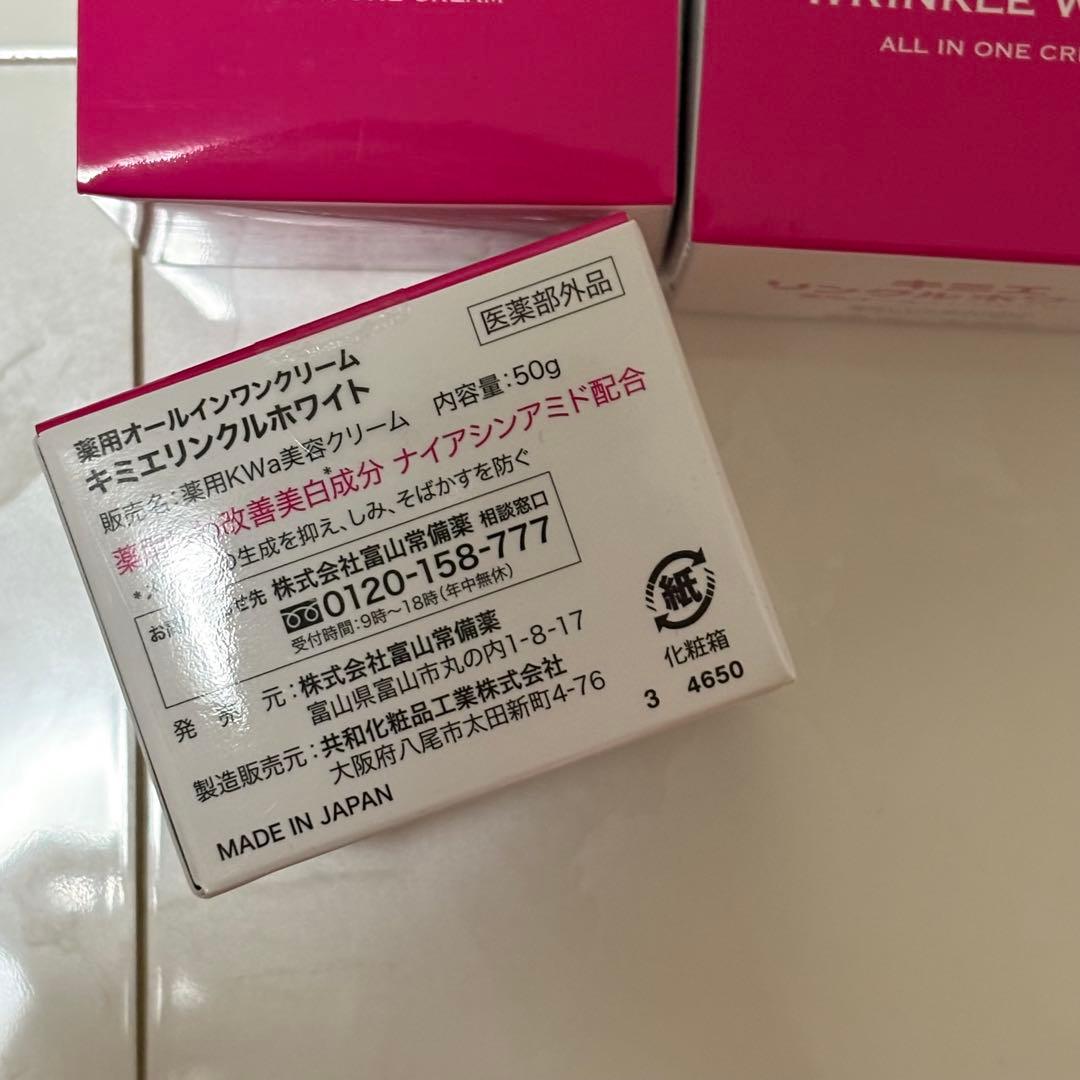 ALL IN ONE
医薬部外品
薬用オールインワンクリーム
キミエリンクルホワイト
販売名:薬用KWa美容クリーム 内容量:50g
改善美白*成分 ナイアシンアミド配合
の生成を抑え、しみ、そばかすを防ぐ
株式会社富山常備薬 相談窓口
0120-158-777
受付時間:9時〜18時(年中無休)
発売元:株式会社富山常備薬
富山県富山市丸の内1-8-17
製造販売元:共和化粧品工業株式会社
大阪府八尾市太田新町4-76
MADE IN JAPAN
紙
化粧箱
3 4650